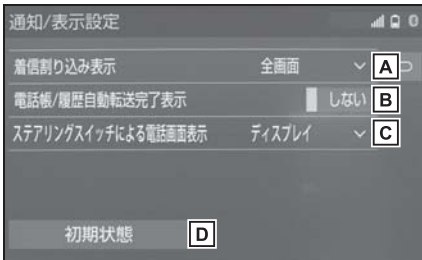 通知/表示設定
着信割り込み表示 全画面 A
電話帳/履歴自動転送完了表示 しない B
ステアリングスイッチによる電話画面表示 ディスプレイ C
初期状態 D